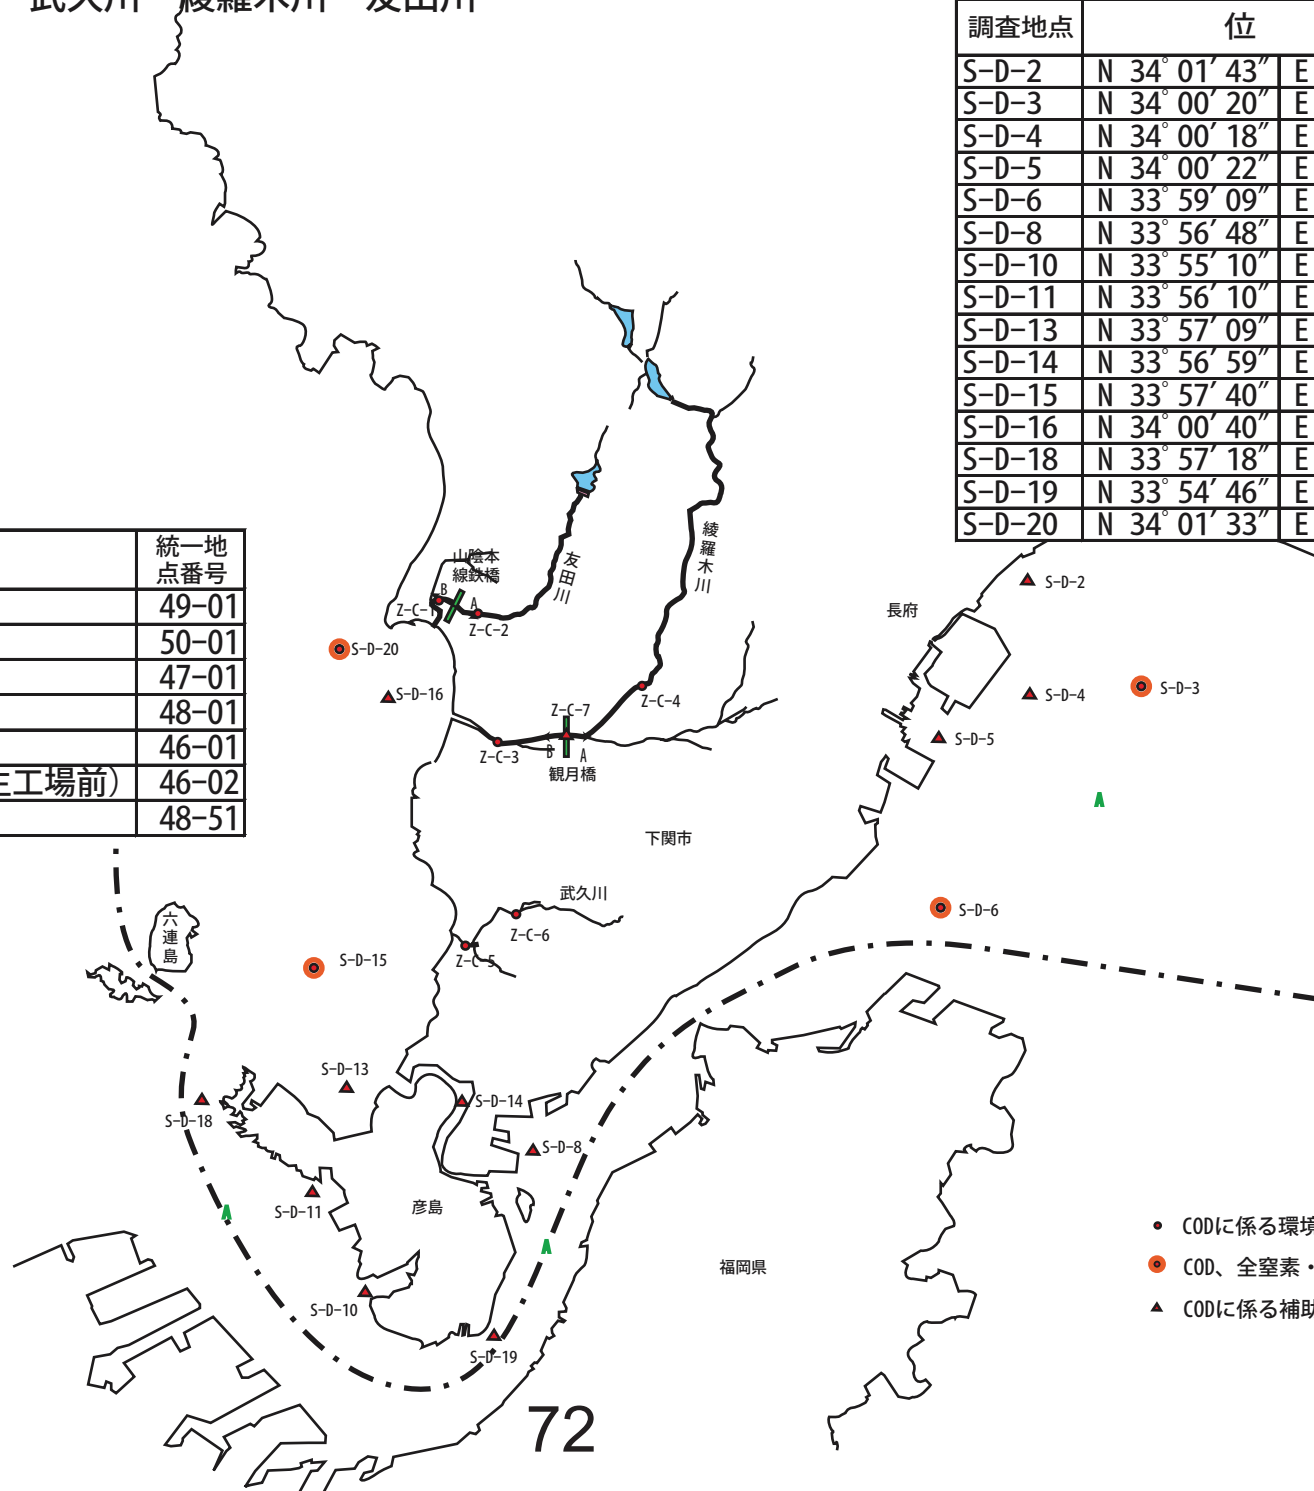 武久川　綾羅木川　友田川
調査地点 位
S-D-2 N 34°01′43″ E
S-D-3 N 34°00′20″ E
S-D-4 N 34°00′18″ E
S-D-5 N 34°00′22″ E
S-D-6 N 33°59′09″ E
S-D-8 N 33°56′48″ E
S-D-10 N 33°55′10″ E
S-D-11 N 33°56′10″ E
S-D-13 N 33°57′09″ E
S-D-14 N 33°56′59″ E
S-D-15 N 33°57′40″ E
S-D-16 N 34°00′40″ E
S-D-18 N 33°57′18″ E
S-D-19 N 33°54′46″ E
S-D-20 N 34°01′33″ E
統一地
点番号
49-01
50-01
47-01
48-01
46-01
工場前） 46-02
48-51
山陰本
線鉄橋
友田川
綾羅木川
B
A
Z-C-1
Z-C-2
S-D-20
S-D-16
Z-C-4
Z-C-7
Z-C-3
B
A
観月橋
長府
S-D-2
S-D-4
S-D-3
S-D-5
A
下関市
武久川
Z-C-6
Z-C-5
S-D-6
六連島
S-D-15
S-D-13
S-D-18
S-D-14
S-D-8
S-D-11
彦島
A
A
S-D-10
S-D-19
福岡県
CODに係る環境
COD、全窒素・
CODに係る補助
72